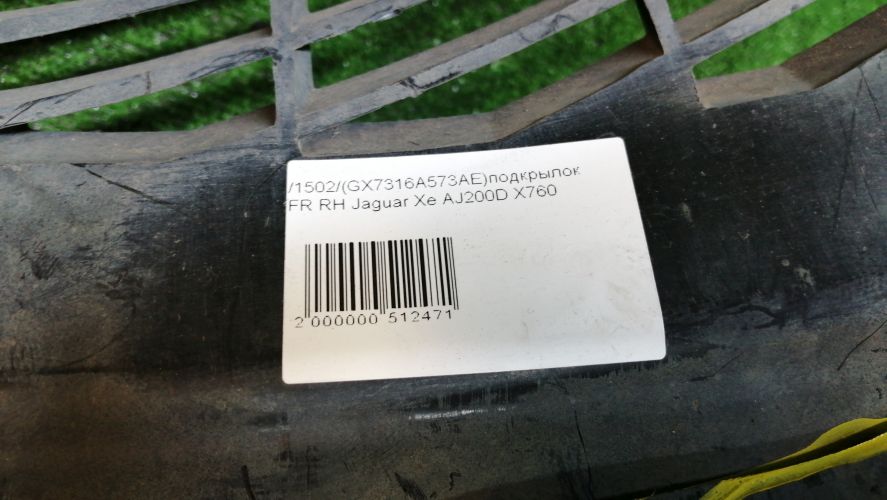 /1502/(GX7316A573AE)подкрылок
FR RH Jaguar Xe AJ200D X760
2 000000 512471